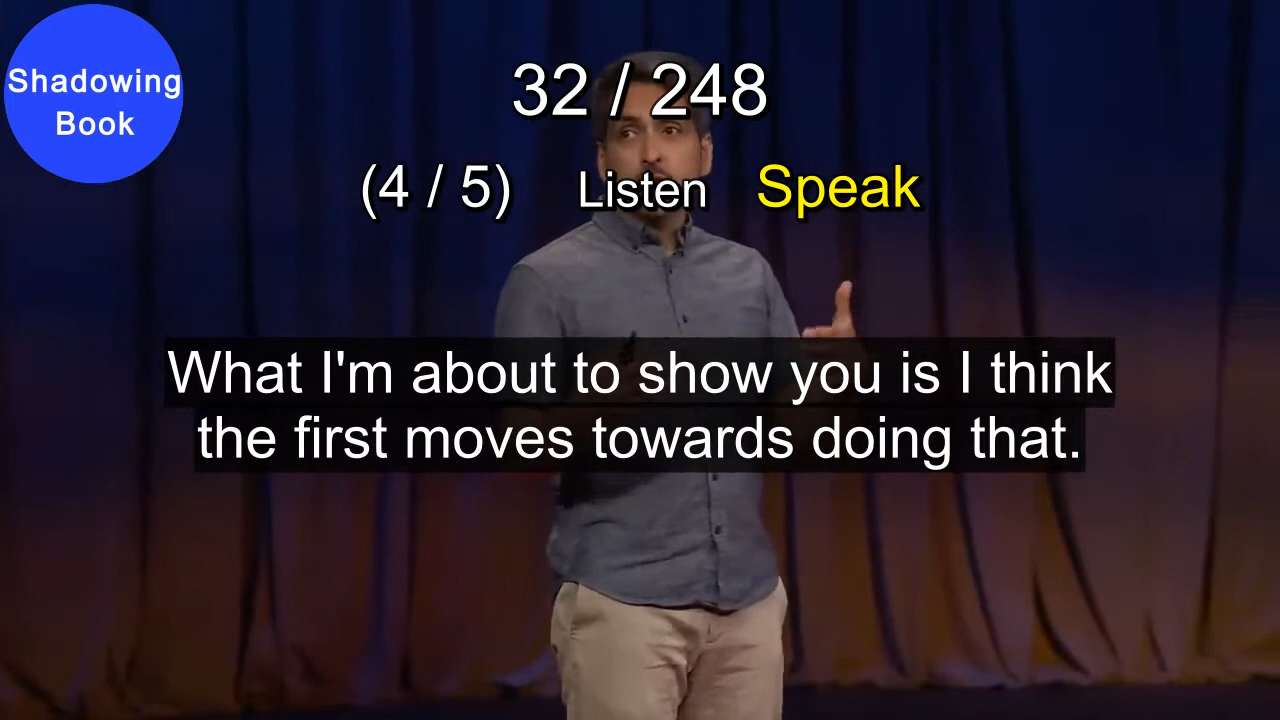 Shadowing
Book
32 / 248
(4 / 5) Listen Speak
What I'm about to show you is I think
the first moves towards doing that.